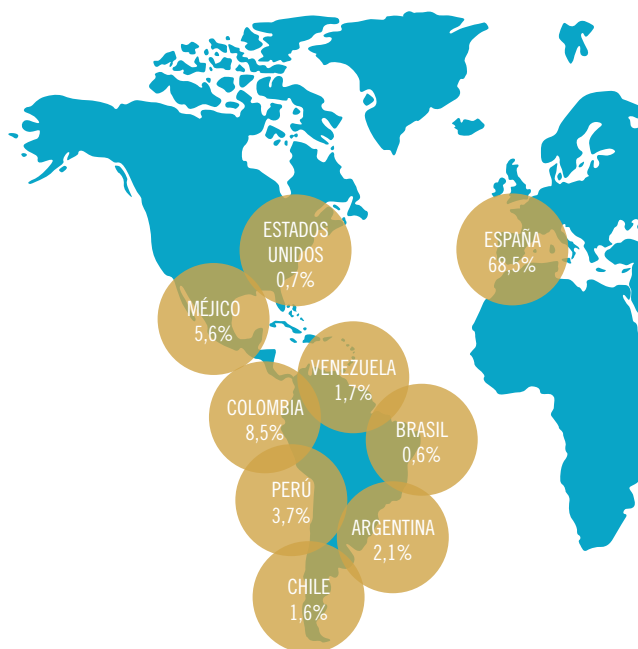 ESTADOS
UNIDOS
0,7%
ESPAÑA
68,5%
MÉJICO
5,6%
VENEZUELA
1,7%
COLOMBIA
8,5%
BRASIL
0,6%
PERÚ
3,7%
ARGENTINA
2,1%
CHILE
1,6%